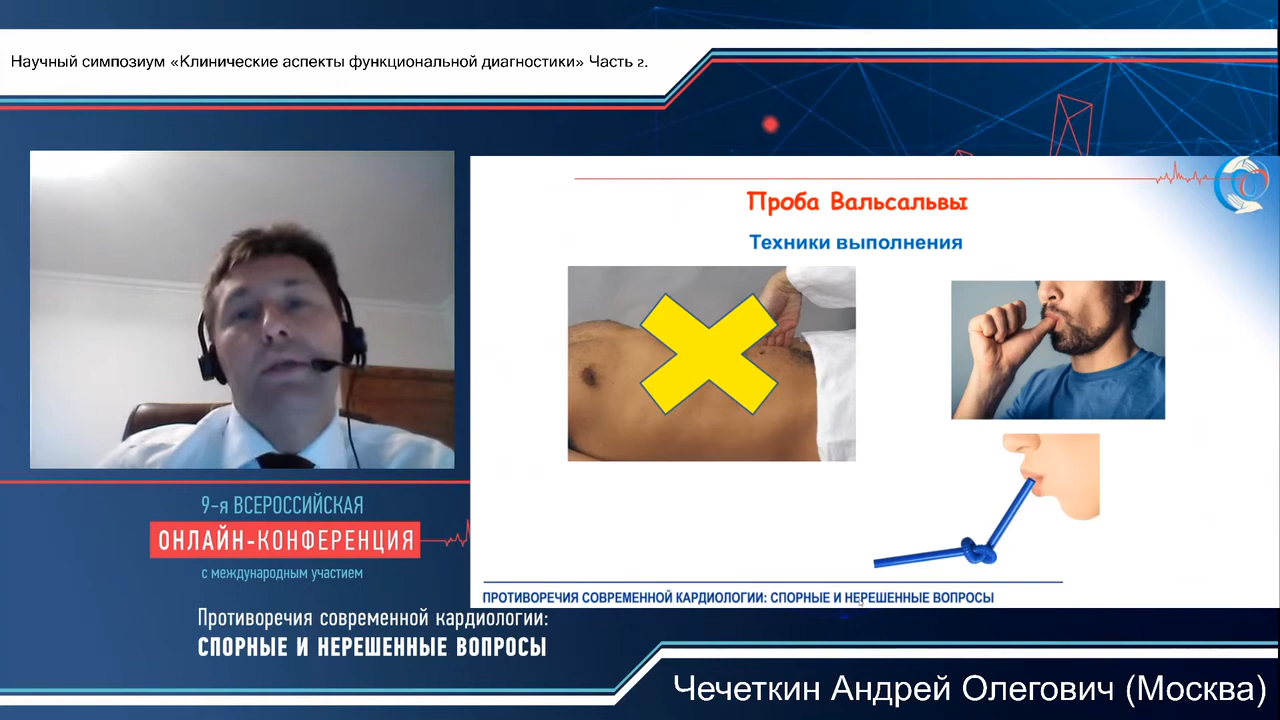 Научный симпозиум «Клинические аспекты функциональной диагностики» Часть 2.
Проба Вальсальвы
Техники выполнения
ПРОТИВОРЕЧИЯ СОВРЕМЕННОЙ КАРДИОЛОГИИ: СПОРНЫЕ И НЕРЕШЕННЫЕ ВОПРОСЫ
9-я ВСЕРОССИЙСКАЯ
ОНЛАЙН-КОНФЕРЕНЦИЯ
с международным участием
Противоречия современной кардиологии:
СПОРНЫЕ И НЕРЕШЕННЫЕ ВОПРОСЫ
Чечеткин Андрей Олегович (Москва)